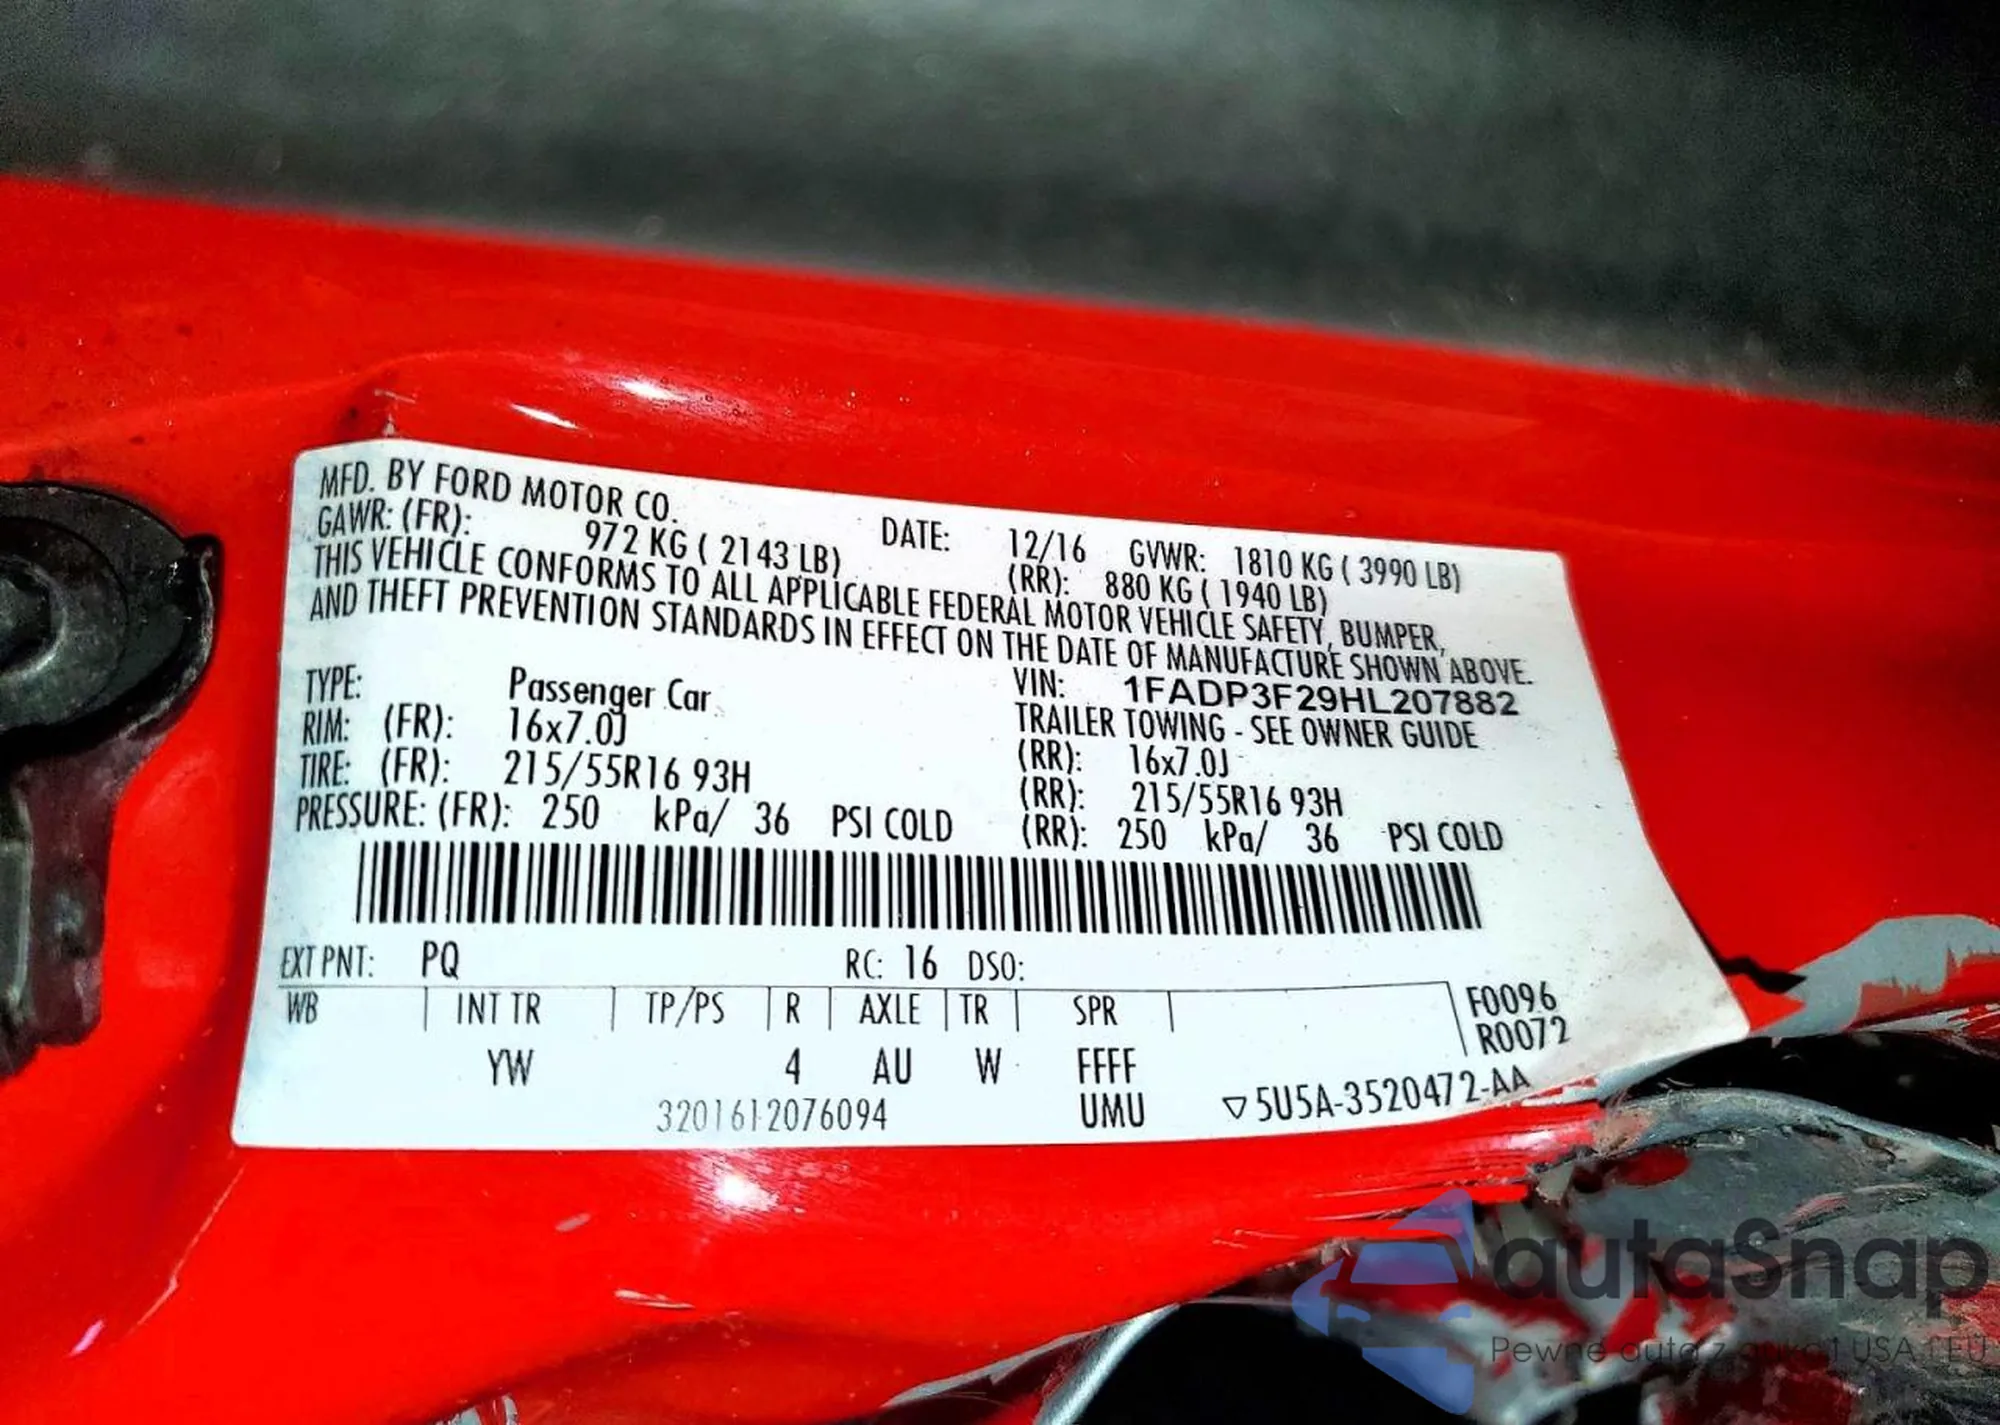 MFD. BY FORD MOTOR CO. DATE: 12/16 GVWR: 1810 KG ( 3990 LB)
GAWR: (FR): 972 KG ( 2143 LB) (RR): 880 KG ( 1940 LB)
THIS VEHICLE CONFORMS TO ALL APPLICABLE FEDERAL MOTOR VEHICLE SAFETY, BUMPER,
AND THEFT PREVENTION STANDARDS IN EFFECT ON THE DATE OF MANUFACTURE SHOWN ABOVE.
VIN: 1FADP3F29HL207882
TYPE: Passenger Car TRAILER TOWING - SEE OWNER GUIDE
RIM: (FR): 16x7.0J (RR): 16x7.0J
TIRE: (FR): 215/55R16 93H (RR): 215/55R16 93H
PRESSURE: (FR): 250 kPa/ 36 PSI COLD (RR): 250 kPa/ 36 PSI COLD
EXT PNT: PQ RC: 16 DSO:
WB INT TR TP/PS R AXLE TR SPR F0096
R0072
YW 4 AU W FFFF
3201612076094 UMU ▽5U5A-3520472-AA
autaSnap
Pewne auta z USA i EU